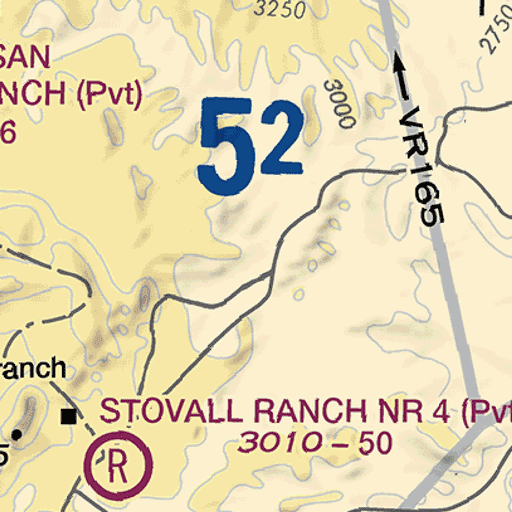 3250
2750
SAN
NCH (Pvt)
6
52
3000
VR165
ranch
STOVALL RANCH NR 4 (Pvt
3010 - 50
R
5